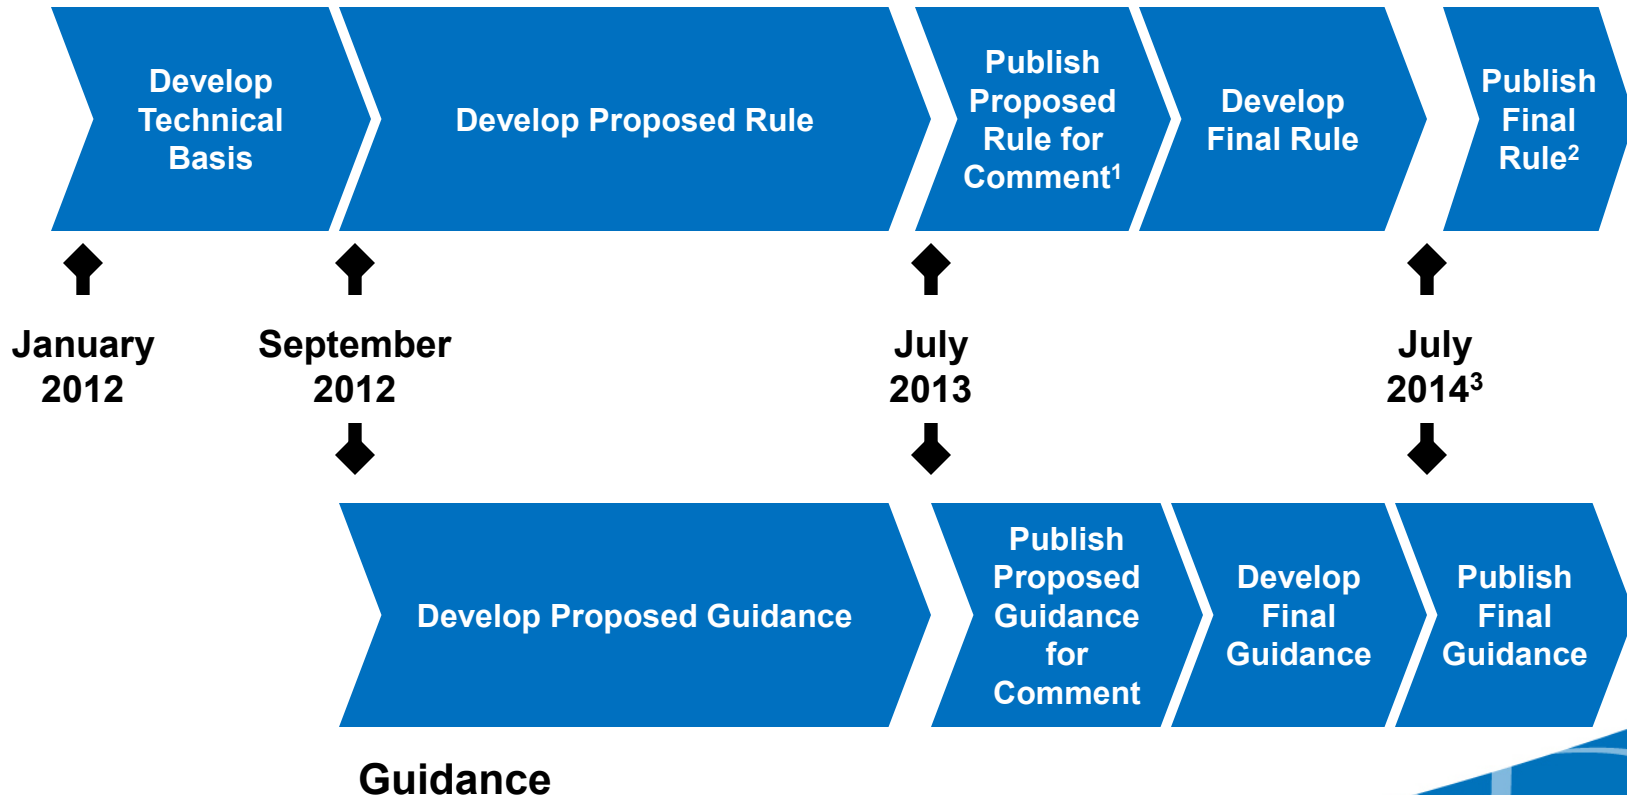 Develop
Technical
Basis
Develop Proposed Rule
Publish
Proposed
Rule for
Comment¹
Develop
Final Rule
Publish
Final
Rule²
January
2012
September
2012
July
2013
July
2014³
Develop Proposed Guidance
Publish
Proposed
Guidance
for
Comment
Develop
Final
Guidance
Publish
Final
Guidance
Guidance